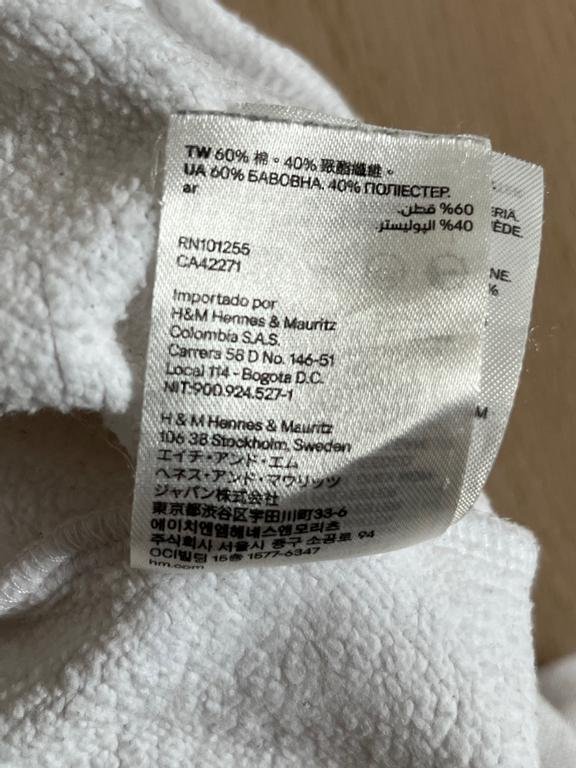 TW 60% 棉。40% 聚酯纖維。
UA 60% БАВОВНА. 40% ПОЛІЕСТЕР.
ar
60% قطن.
40% البوليستر.
RN101255
CA42271
Importado por
H&M Hennes & Mauritz
Colombia S.A.S.
Carrera 58 D No. 146-51
Local 114 - Bogota D.C.
NIT:900.924.527-1
H & M Hennes & Mauritz
106 38 Stockholm, Sweden
エイチ・アンド・エム
ヘネス・アンド・マウリッツ
ジャパン株式会社
東京都渋谷区宇田川町33-6
에이치앤엠헤네스앤모리츠
주식회사 서울시 중구 소공로 94
OCI빌딩 15층 1577-6347
hm.com
ERIA.
ÈDE.
NE.
%
M